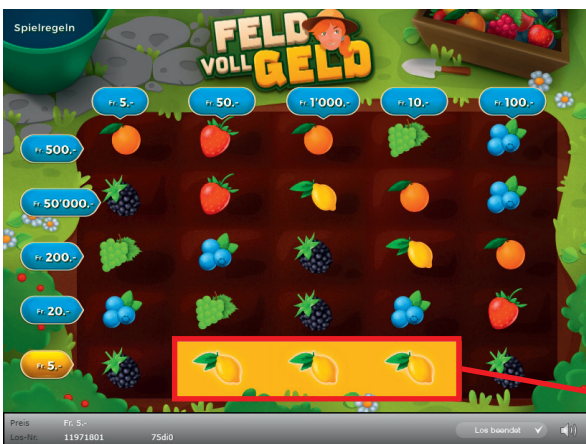 Spielregeln
FELD
VOLL GELD
Fr. 5.-
Fr. 50.-
Fr. 1'000.-
Fr. 10.-
Fr. 100.-
Fr. 500.-
Fr. 50'000.-
Fr. 200.-
Fr. 20.-
Fr. 5.-
Preis Fr. 5.-
Los-Nr. 11971801 75di0
Los beendet